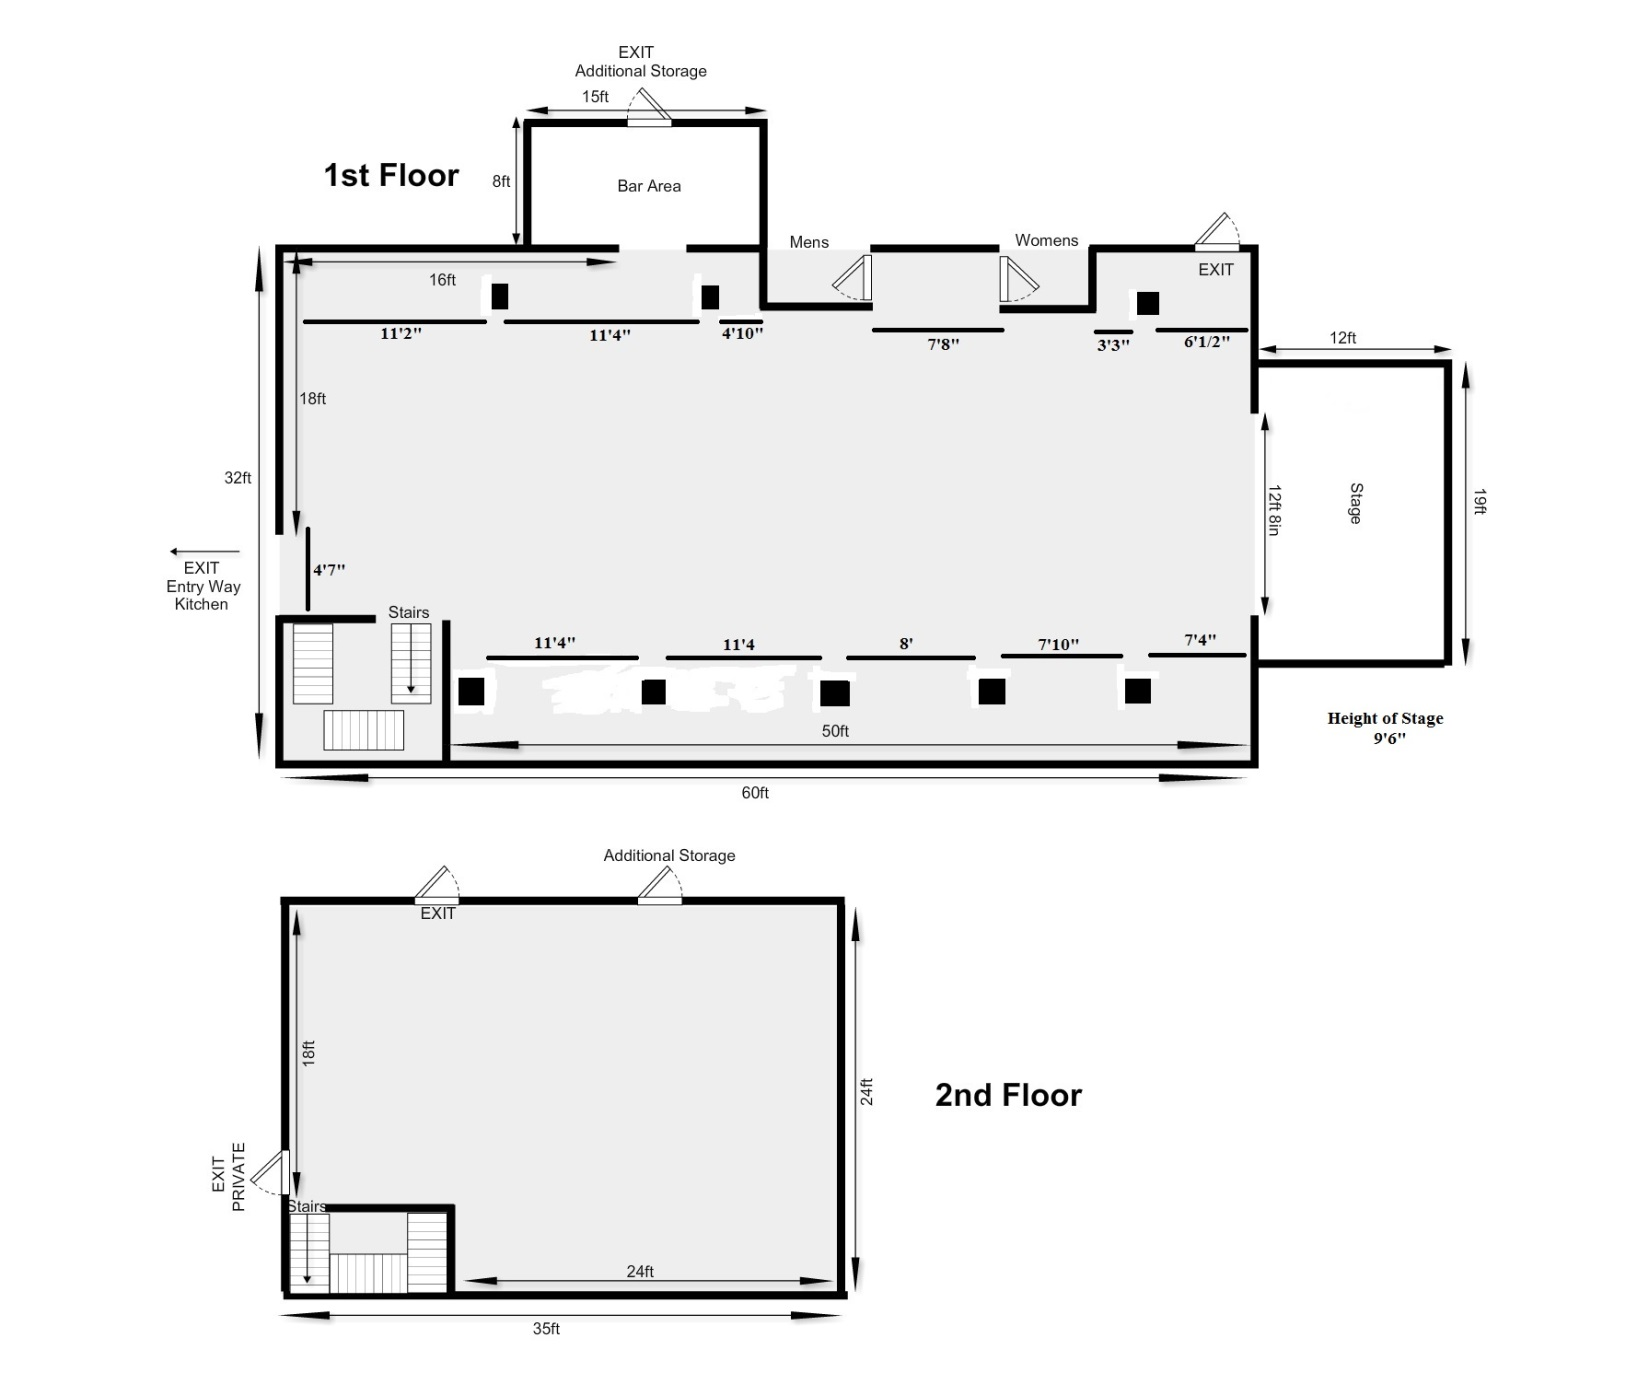 EXIT
Additional Storage
15ft
1st Floor
8ft
Bar Area
Mens
Womens
EXIT
16ft
11'2"
11'4"
4'10"
7'8"
3'3"
6'1/2"
12ft
18ft
32ft
12ft 8in
Stage
19ft
EXIT
Entry Way
Kitchen
4'7"
Stairs
11'4"
11'4
8'
7'10"
7'4"
50ft
Height of Stage
9'6"
60ft
Additional Storage
EXIT
18ft
24ft
2nd Floor
EXIT
PRIVATE
Stairs
24ft
35ft